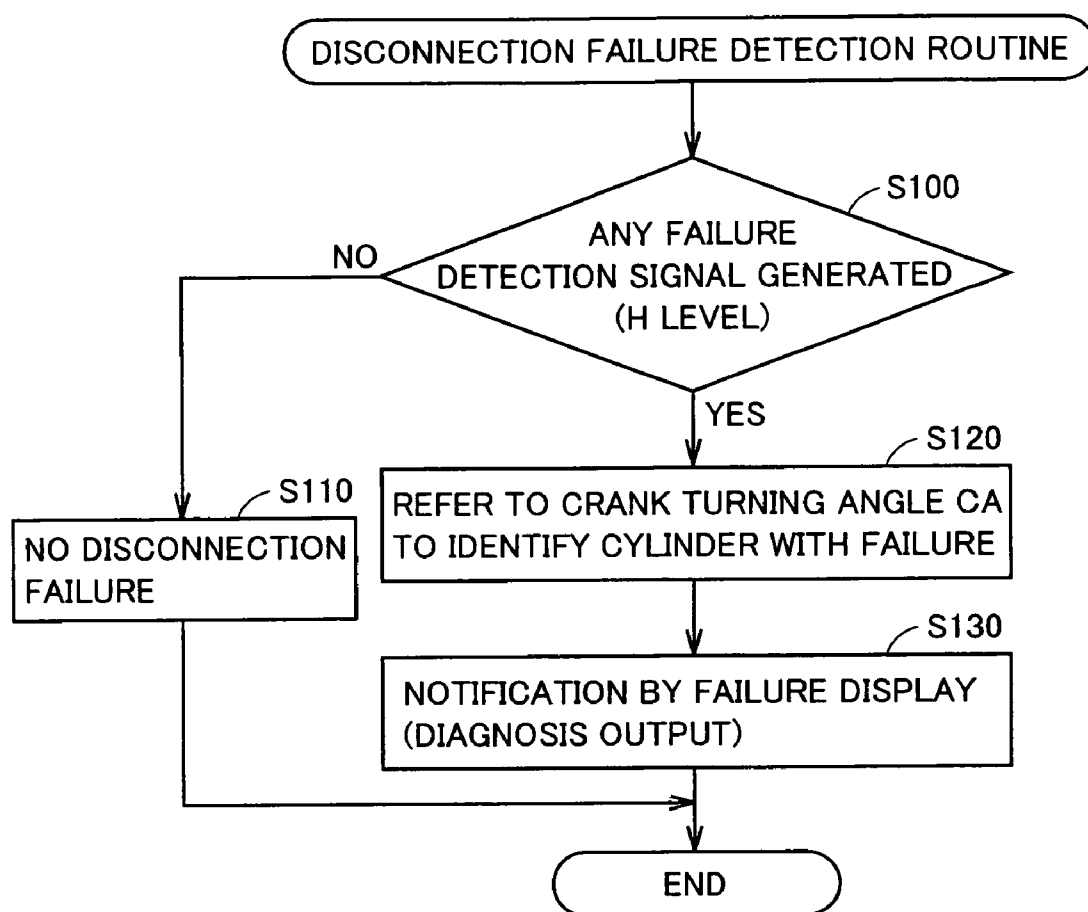 DISCONNECTION FAILURE DETECTION ROUTINE
S100
ANY FAILURE
DETECTION SIGNAL GENERATED
(H LEVEL)
NO
YES
S110
NO DISCONNECTION
FAILURE
S120
REFER TO CRANK TURNING ANGLE CA
TO IDENTIFY CYLINDER WITH FAILURE
S130
NOTIFICATION BY FAILURE DISPLAY
(DIAGNOSIS OUTPUT)
END